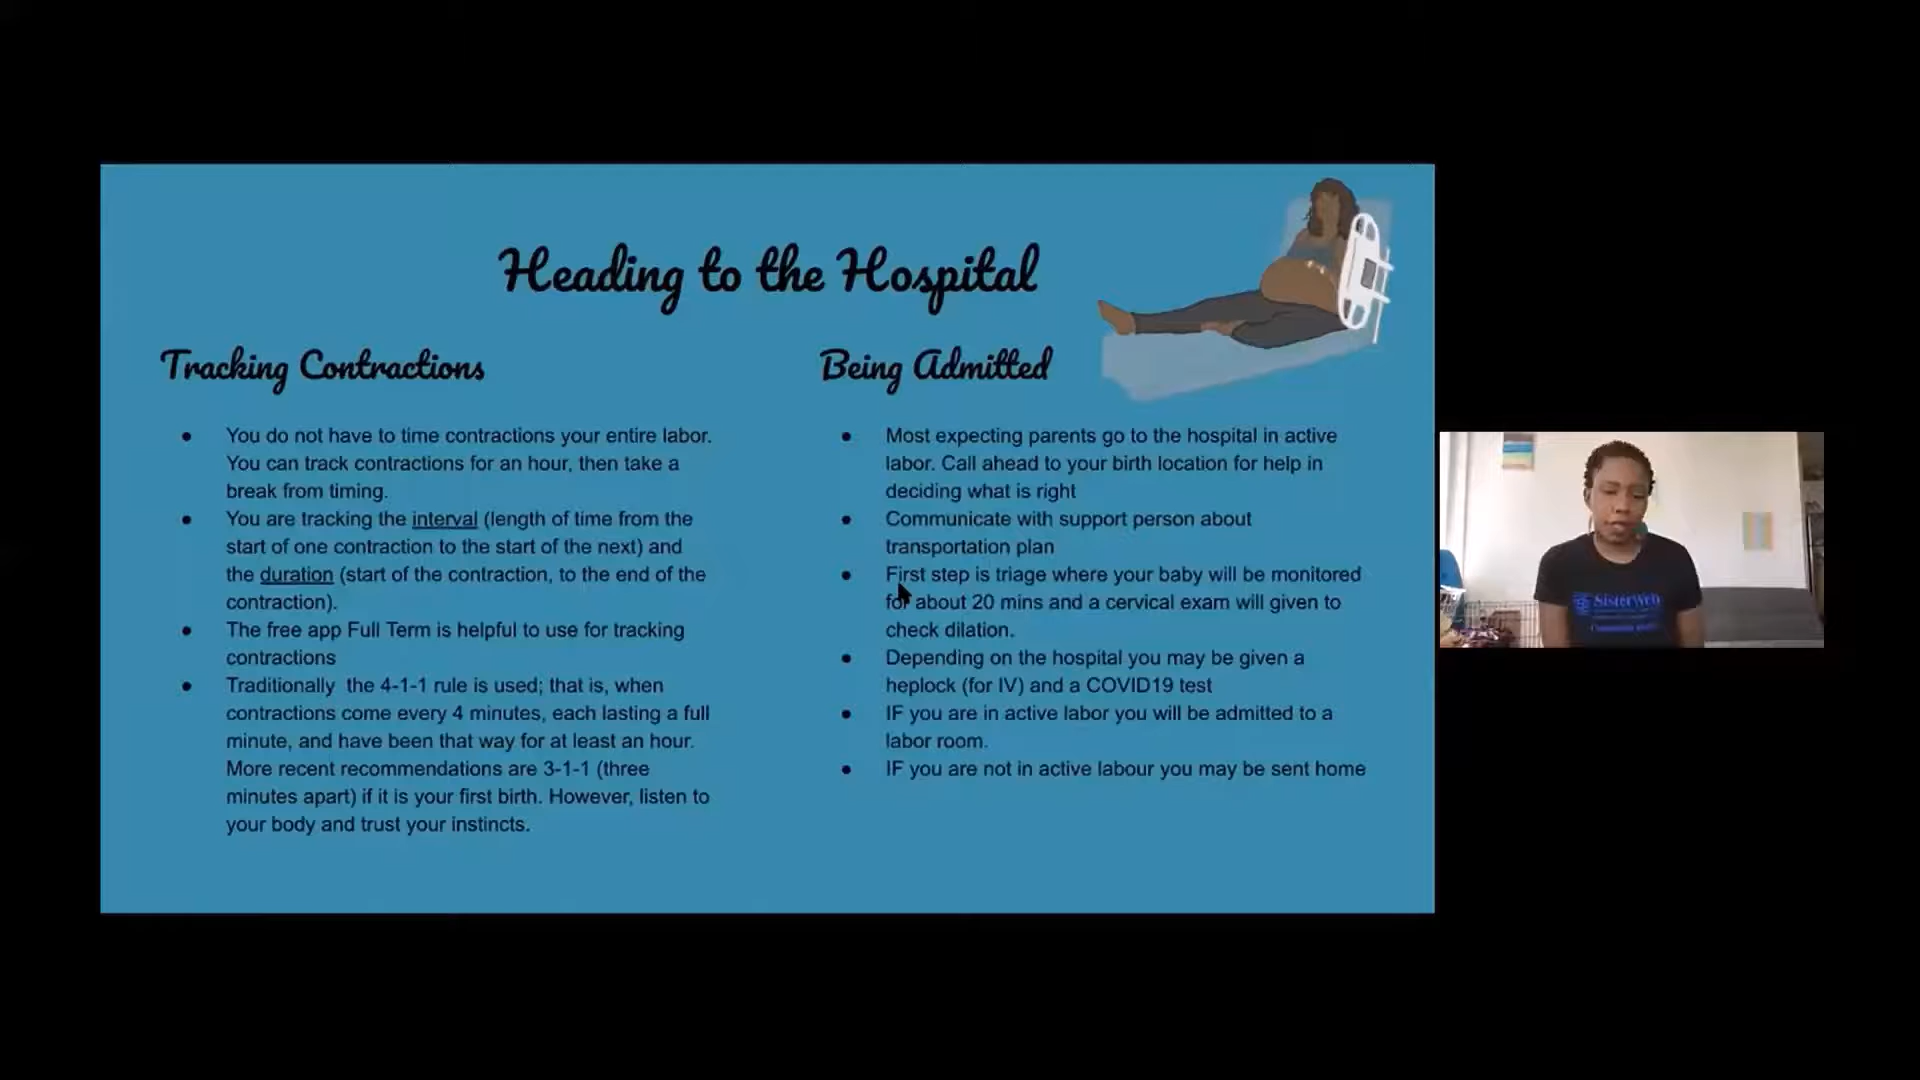 Heading to the Hospital
Tracking Contractions
You do not have to time contractions your entire labor.
You can track contractions for an hour, then take a
break from timing.
You are tracking the interval (length of time from the
start of one contraction to the start of the next) and
the duration (start of the contraction, to the end of the
contraction).
The free app Full Term is helpful to use for tracking
contractions
Traditionally the 4-1-1 rule is used; that is, when
contractions come every 4 minutes, each lasting a full
minute, and have been that way for at least an hour.
More recent recommendations are 3-1-1 (three
minutes apart) if it is your first birth. However, listen to
your body and trust your instincts.
Being Admitted
Most expecting parents go to the hospital in active
labor. Call ahead to your birth location for help in
deciding what is right
Communicate with support person about
transportation plan
First step is triage where your baby will be monitored
for about 20 mins and a cervical exam will given to
check dilation.
Depending on the hospital you may be given a
heplock (for IV) and a COVID19 test
IF you are in active labor you will be admitted to a
labor room.
IF you are not in active labour you may be sent home
SisterWeb